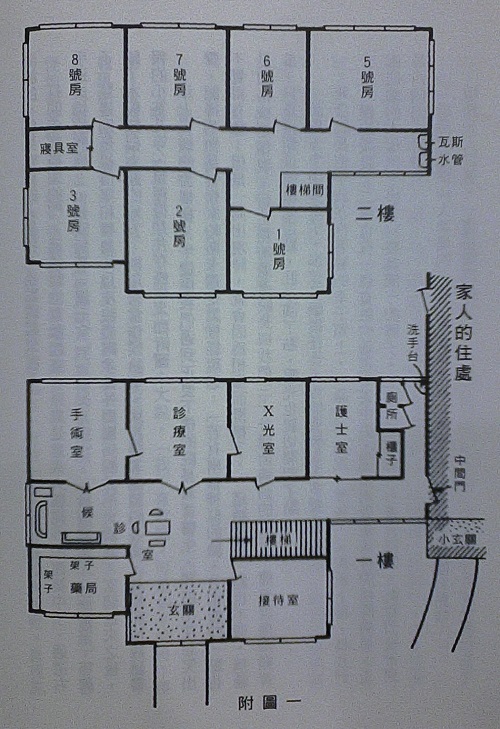 8號房
7號房
6號房
5號房
寢具室
瓦斯
水管
3號房
2號房
樓梯間
1號房
二樓
家人的住處
洗手台
手術室
診療室
X光室
護士室
廁所
櫃子
中間門
候診室
樓梯
小玄關
一樓
架子
架子
藥局
玄關
接待室
附圖一